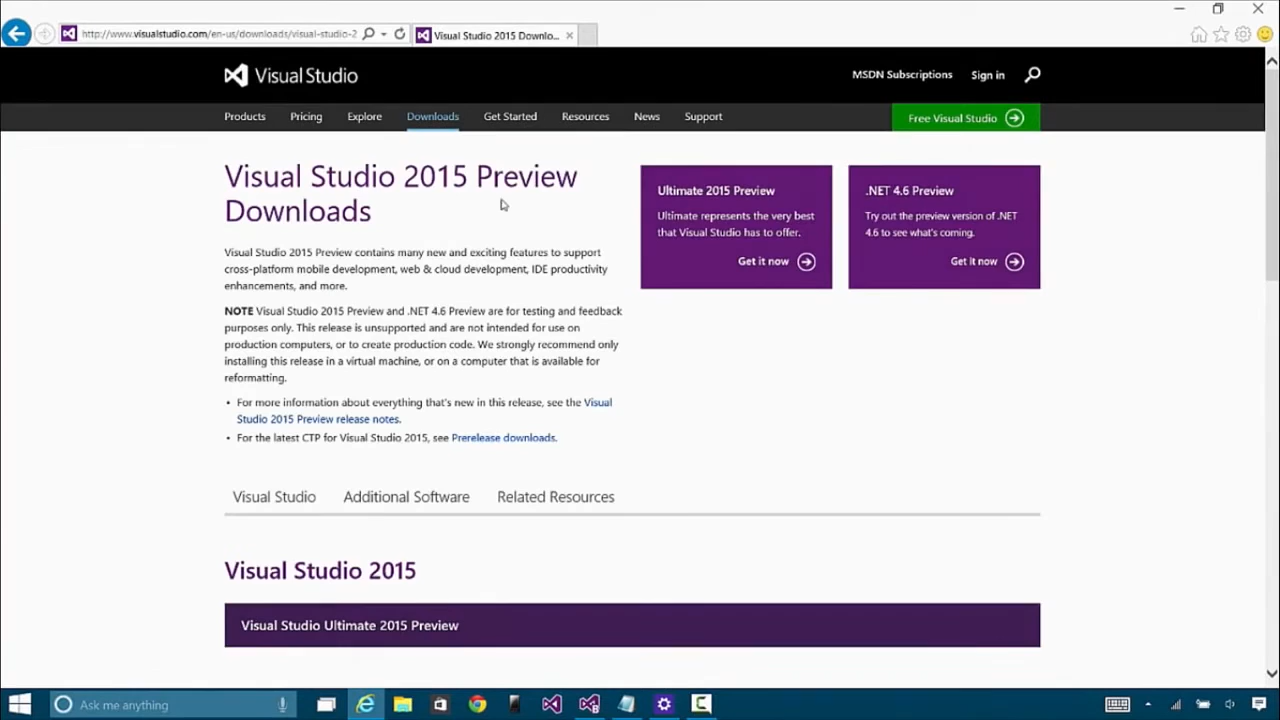 http://www.visualstudio.com/en-us/downloads/visual-studio-2
Visual Studio 2015 Downlo...
Visual Studio
MSDN Subscriptions
Sign in
Products
Pricing
Explore
Downloads
Get Started
Resources
News
Support
Free Visual Studio
Visual Studio 2015 Preview
Downloads
Visual Studio 2015 Preview contains many new and exciting features to support
cross-platform mobile development, web & cloud development, IDE productivity
enhancements, and more.
NOTE Visual Studio 2015 Preview and .NET 4.6 Preview are for testing and feedback
purposes only. This release is unsupported and are not intended for use on
production computers, or to create production code. We strongly recommend only
installing this release in a virtual machine, or on a computer that is available for
reformatting.
• For more information about everything that's new in this release, see the Visual
Studio 2015 Preview release notes.
• For the latest CTP for Visual Studio 2015, see Prerelease downloads.
Ultimate 2015 Preview
Ultimate represents the very best
that Visual Studio has to offer.
Get it now
.NET 4.6 Preview
Try out the preview version of .NET
4.6 to see what's coming.
Get it now
Visual Studio
Additional Software
Related Resources
Visual Studio 2015
Visual Studio Ultimate 2015 Preview
Ask me anything